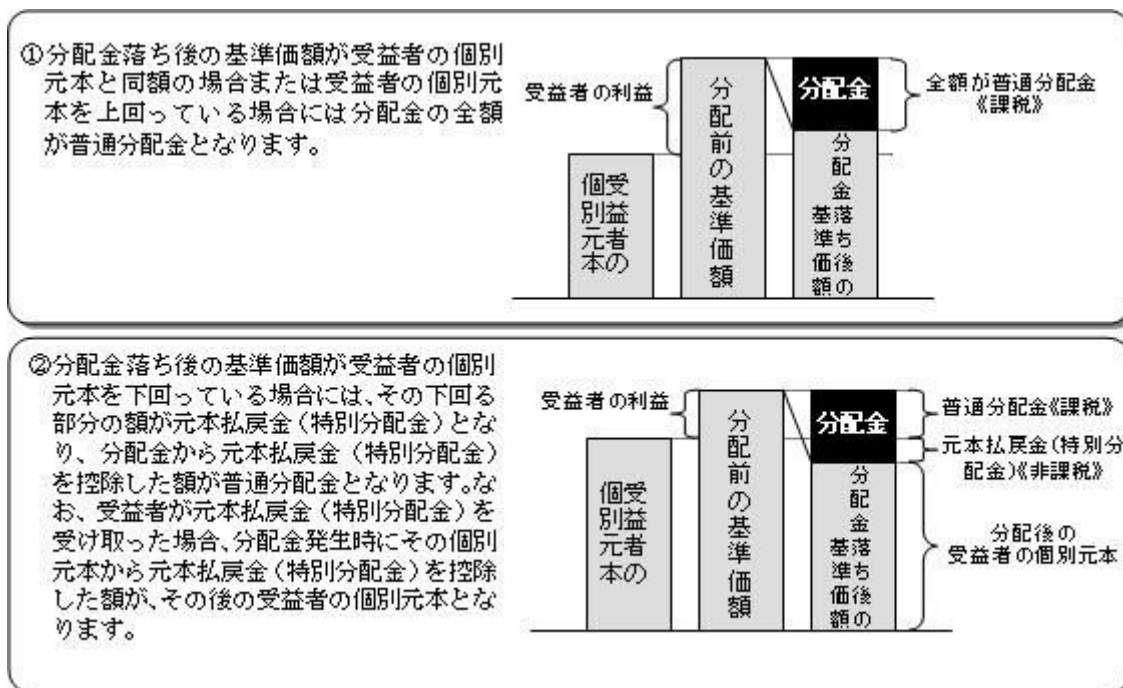 ①分配金落ち後の基準価額が受益者の個別
元本と同額の場合または受益者の個別元
本を上回っている場合には分配金の全額
が普通分配金となります。
受益者の利益
受益者の
個別元本
分配前の基準価額
分配金
分配金落ち後の
基準価額
全額が普通分配金
《課税》
②分配金落ち後の基準価額が受益者の個別
元本を下回っている場合には、その下回る
部分の額が元本払戻金(特別分配金)とな
り、分配金から元本払戻金(特別分配金)
を控除した額が普通分配金となります。な
お、受益者が元本払戻金(特別分配金)を
受け取った場合、分配金発生時にその個別
元本から元本払戻金(特別分配金)を控除
した額が、その後の受益者の個別元本とな
ります。
受益者の利益
受益者の
個別元本
分配前の基準価額
分配金
分配金落ち後の
基準価額
普通分配金《課税》
元本払戻金(特別分
配金)《非課税》
分配後の
受益者の個別元本